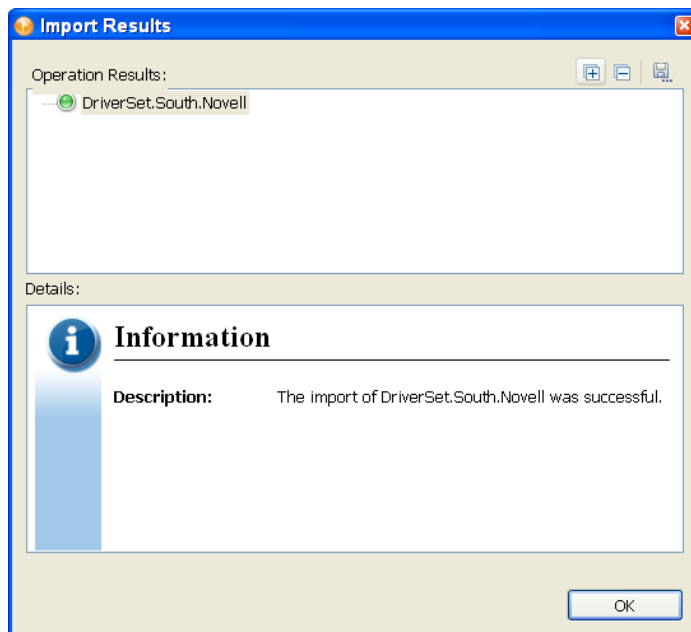 Import Results
Operation Results:
DriverSet.South.Novell
Details:
Information
Description: The import of DriverSet.South.Novell was successful.
OK